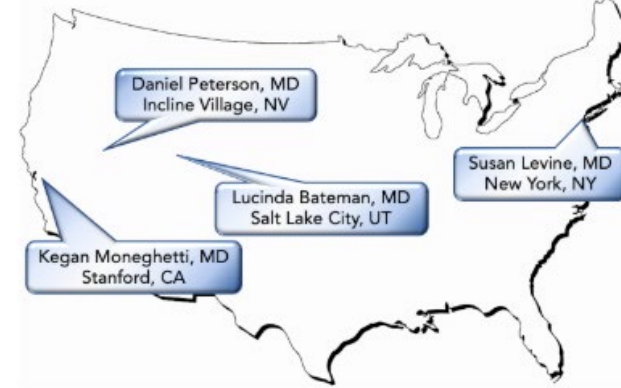 Daniel Peterson, MD
Incline Village, NV
Susan Levine, MD
New York, NY
Lucinda Bateman, MD
Salt Lake City, UT
Kegan Moneghetti, MD
Stanford, CA